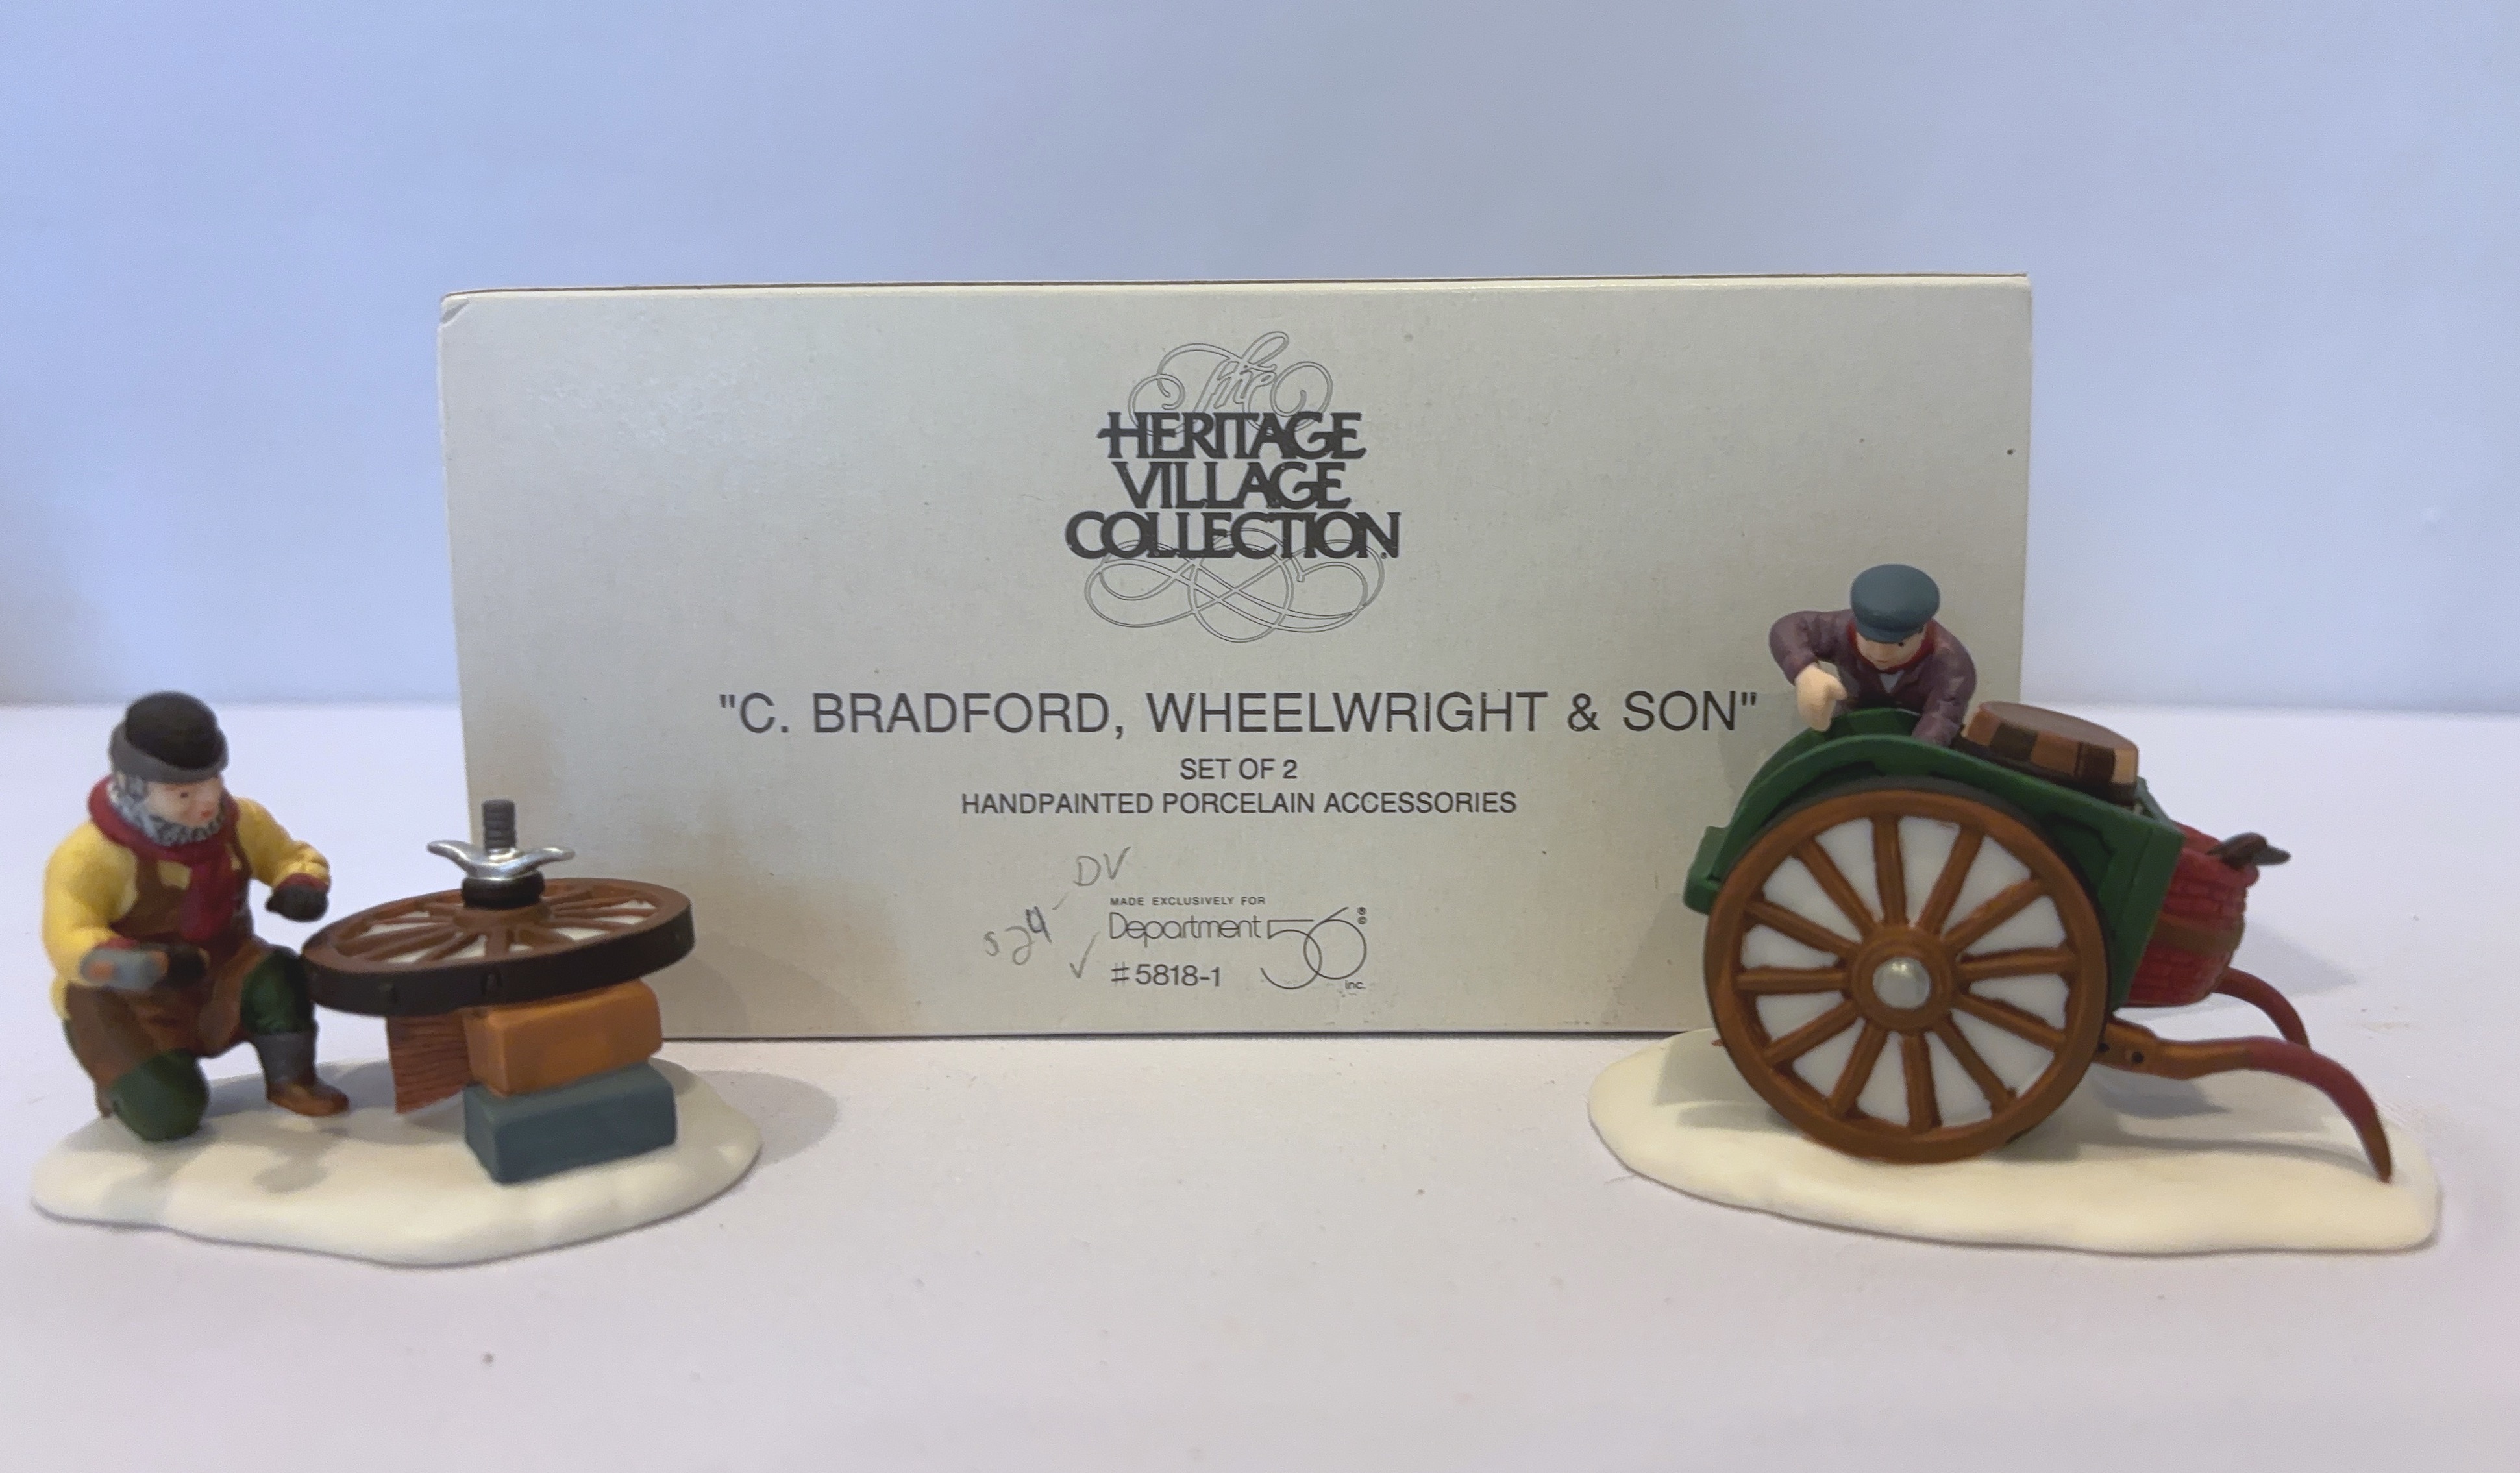 The
HERITAGE
VILLAGE
COLLECTION
"C. BRADFORD, WHEELWRIGHT & SON"
SET OF 2
HANDPAINTED PORCELAIN ACCESSORIES
DV
MADE EXCLUSIVELY FOR
Department 56 ® ©
#5818-1
inc.